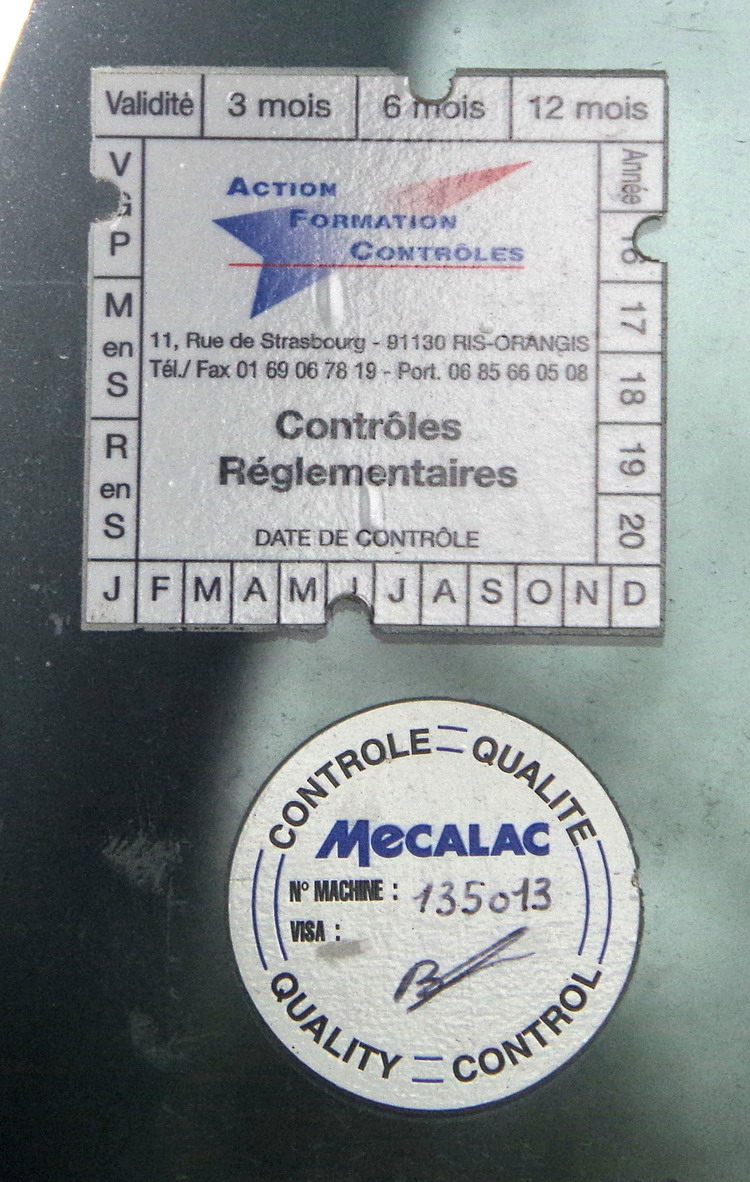 Validité 3 mois 6 mois 12 mois
V
G
P
M
en
S
R
en
S
ACTION
FORMATION
CONTRÔLES
11, Rue de Strasbourg - 91130 RIS-ORANGIS
Tél./ Fax 01 69 06 78 19 - Port. 06 85 66 05 08
Contrôles
Réglementaires
DATE DE CONTRÔLE
Année
16
17
18
19
20
J F M A M J J A S O N D
CONTROLE QUALITE
MeCALAC
N° MACHINE : 135013
VISA :
QUALITY CONTROL